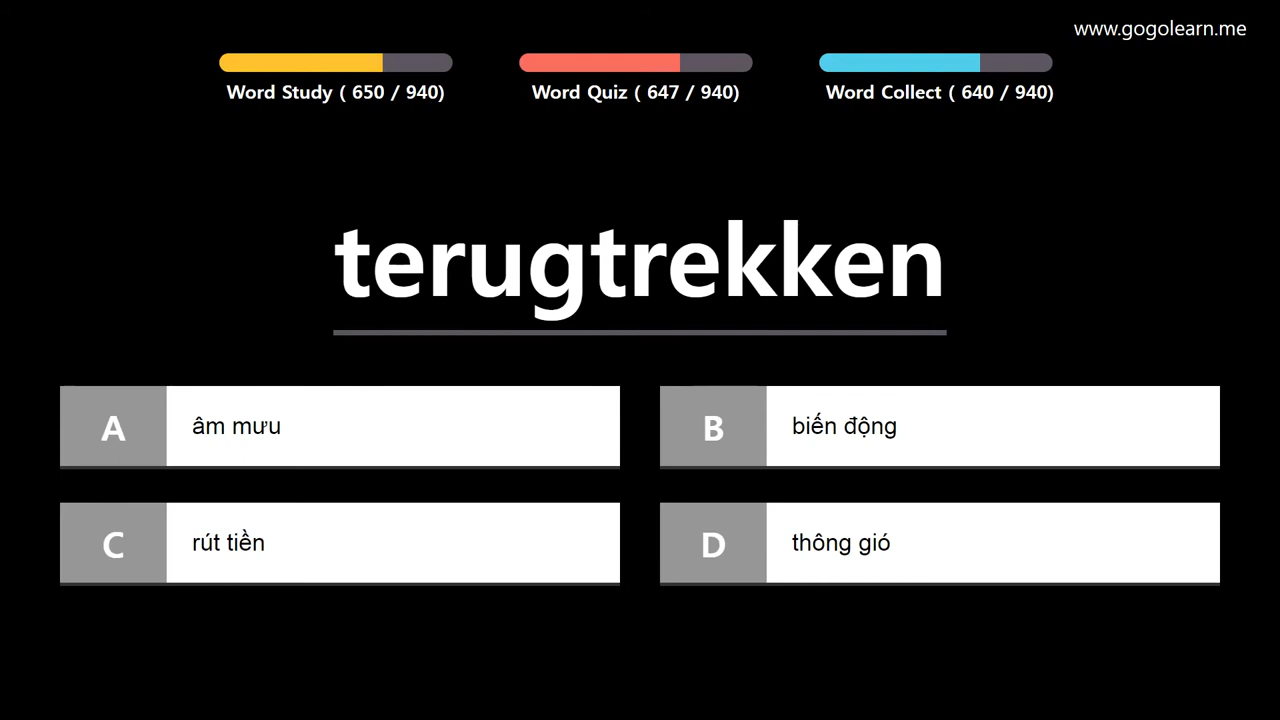 www.gogolearn.me
Word Study ( 650 / 940)
Word Quiz ( 647 / 940)
Word Collect ( 640 / 940)
terugtrekken
A
âm mưu
B
biến động
C
rút tiền
D
thông gió